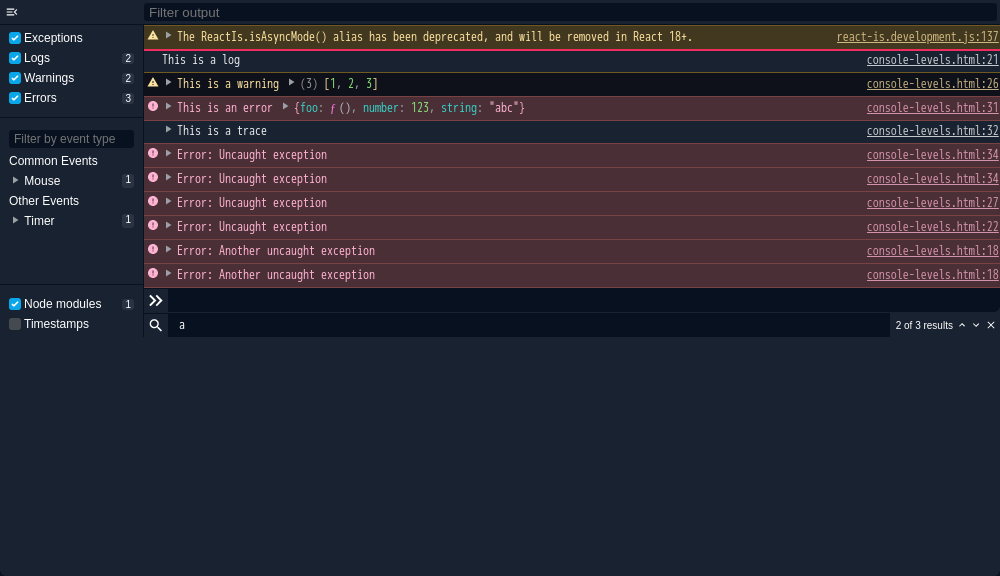 Filter output
Exceptions
Logs 2
Warnings 2
Errors 3
Filter by event type
Common Events
Mouse 1
Other Events
Timer 1
Node modules 1
Timestamps
The ReactIs.isAsyncMode() alias has been deprecated, and will be removed in React 18+. react-is.development.js:137
This is a log console-levels.html:21
This is a warning (3) [1, 2, 3] console-levels.html:26
This is an error {foo: ƒ (), number: 123, string: "abc"} console-levels.html:31
This is a trace console-levels.html:32
Error: Uncaught exception console-levels.html:34
Error: Uncaught exception console-levels.html:34
Error: Uncaught exception console-levels.html:27
Error: Uncaught exception console-levels.html:22
Error: Another uncaught exception console-levels.html:18
Error: Another uncaught exception console-levels.html:18
a 2 of 3 results